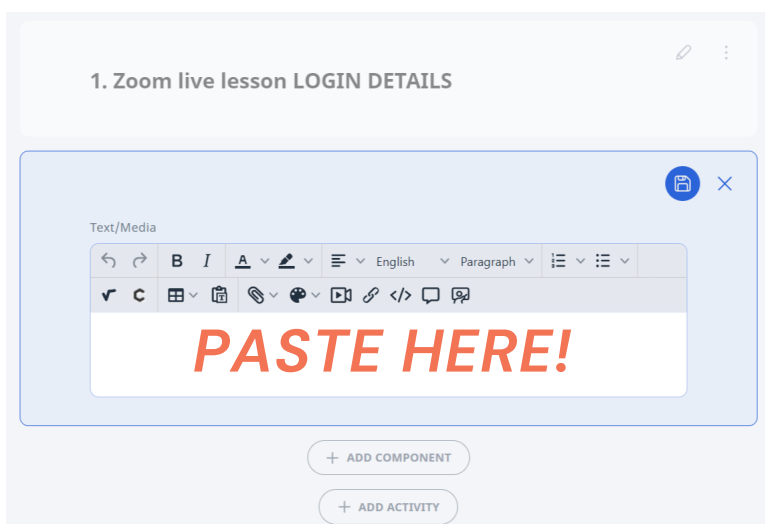 1. Zoom live lesson LOGIN DETAILS
Text/Media
B I A English Paragraph
C
PASTE HERE!
+ ADD COMPONENT
+ ADD ACTIVITY